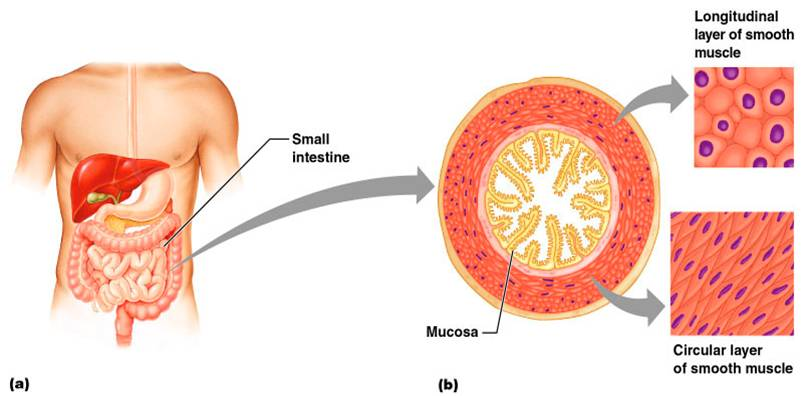 Longitudinal
layer of smooth
muscle
Small
intestine
Mucosa
Circular layer
of smooth muscle
(a)
(b)